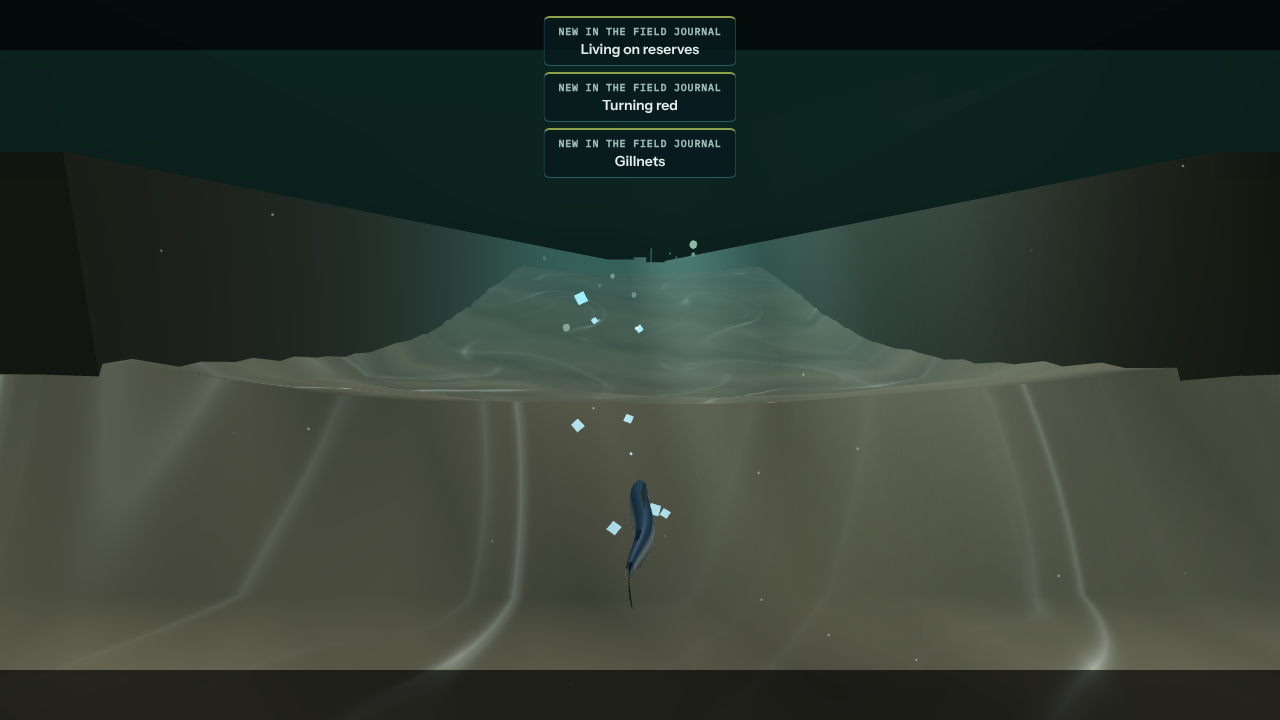 NEW IN THE FIELD JOURNAL
Living on reserves
NEW IN THE FIELD JOURNAL
Turning red
NEW IN THE FIELD JOURNAL
Gillnets